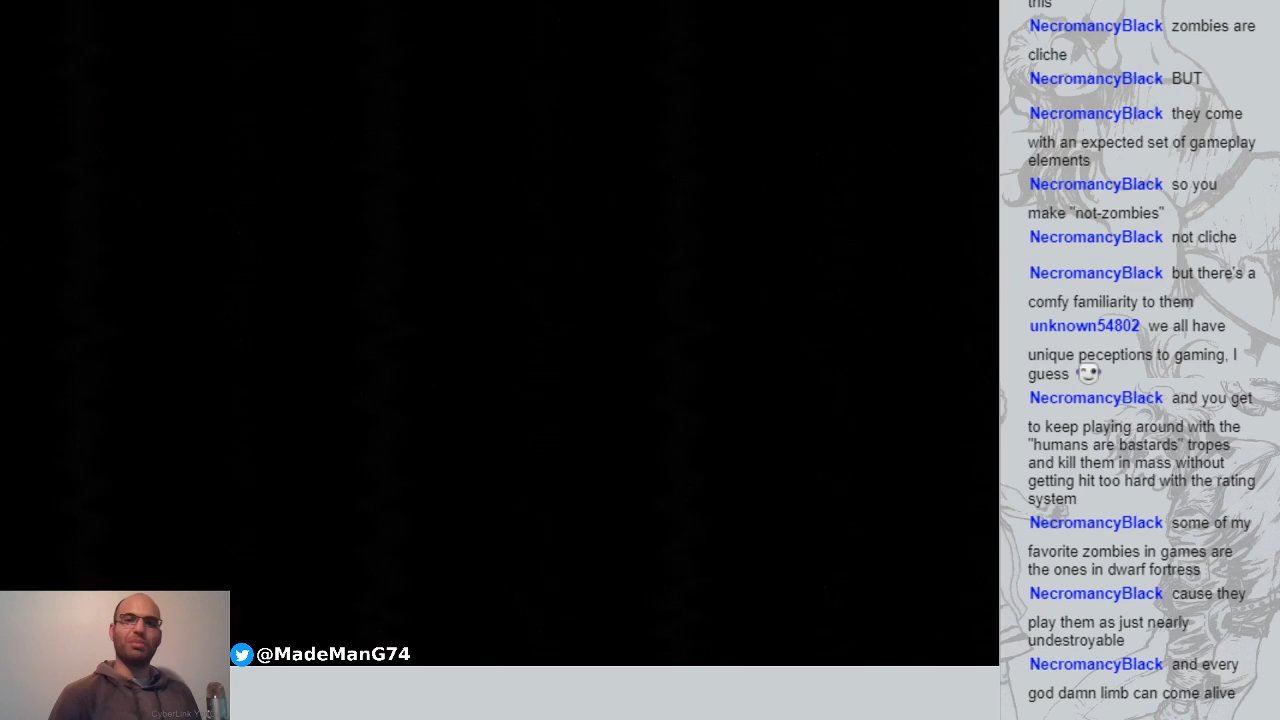 this
NecromancyBlack zombies are
cliche
NecromancyBlack BUT
NecromancyBlack they come
with an expected set of gameplay
elements
NecromancyBlack so you
make "not-zombies"
NecromancyBlack not cliche
NecromancyBlack but there's a
comfy familiarity to them
unknown54802 we all have
unique peceptions to gaming, I
guess
NecromancyBlack and you get
to keep playing around with the
"humans are bastards" tropes
and kill them in mass without
getting hit too hard with the rating
system
NecromancyBlack some of my
favorite zombies in games are
the ones in dwarf fortress
NecromancyBlack cause they
play them as just nearly
undestroyable
NecromancyBlack and every
god damn limb can come alive
@MadeManG74
CyberLink